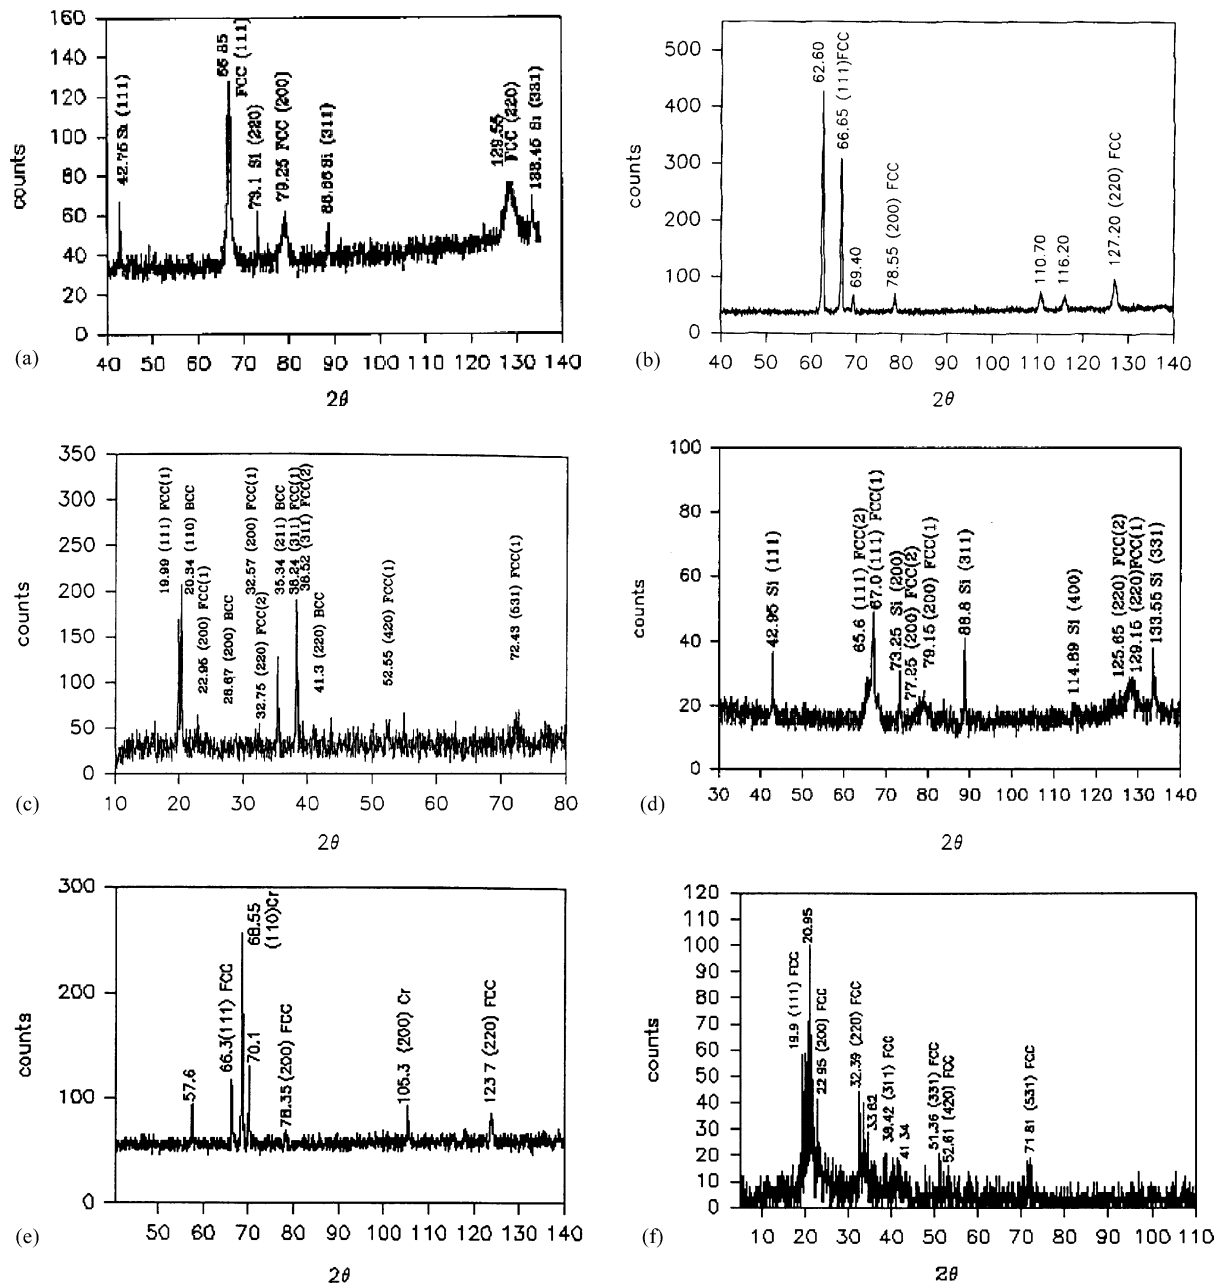 160
140
120
100
80
60
40
20
0
counts
42.75 Si (111)
66.85
FCC (111)
73.1 Si (220)
79.25 FCC (200)
88.66 Si (311)
129.55
FCC (220)
133.45 Si (331)
40 50 60 70 80 90 100 110 120 130 140
2θ
(a)
500
400
300
200
100
0
counts
62.60
66.65 (111)FCC
69.40
78.55 (200) FCC
110.70
116.20
127.20 (220) FCC
40 50 60 70 80 90 100 110 120 130 140
2θ
(b)
350
300
250
200
150
100
50
0
counts
19.99 (111) FCC(1)
20.34 (110) BCC
22.95 (200) FCC(1)
28.67 (200) BCC
32.57 (200) FCC(1)
32.75 (220) FCC(2)
35.34 (211) BCC
38.24 (311) FCC(1)
38.52 (311) FCC(2)
41.3 (220) BCC
52.55 (420) FCC(1)
72.43 (531) FCC(1)
10 20 30 40 50 60 70 80
2θ
(c)
100
80
60
40
20
0
counts
42.95 Si (111)
65.6 (111) FCC(2)
67.0 (111) FCC(1)
73.25 Si (200)
77.25 (200) FCC(2)
79.15 (200) FCC(1)
88.8 Si (311)
114.89 Si (400)
125.65 (220) FCC(2)
129.15 (220)FCC(1)
133.55 Si (331)
30 40 50 60 70 80 90 100 110 120 130 140
2θ
(d)
300
200
100
0
counts
57.6
66.3(111) FCC
68.55
(110)Cr
70.1
78.35 (200) FCC
105.3 (200) Cr
123.7 (220) FCC
50 60 70 80 90 100 110 120 130 140
2θ
(e)
120
110
100
90
80
70
60
50
40
30
20
10
0
counts
19.9 (111) FCC
20.95
22.95 (200) FCC
32.39 (220) FCC
33.62
38.42 (311) FCC
41.34
51.36 (331) FCC
52.61 (420) FCC
71.81 (531) FCC
10 20 30 40 50 60 70 80 90 100 110
2θ
(f)